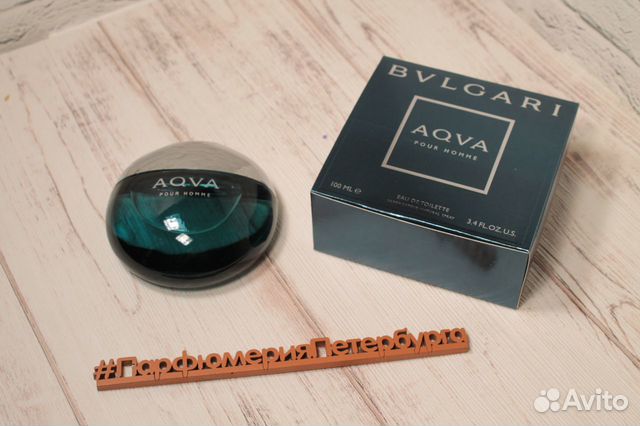 BVLGARI
AQVA
POUR HOMME
100 ML e
EAU DE TOILETTE
3.4 FL.OZ. U.S.
AQVA
POUR HOMME
#ПарфюмерияПетербурга
Avito